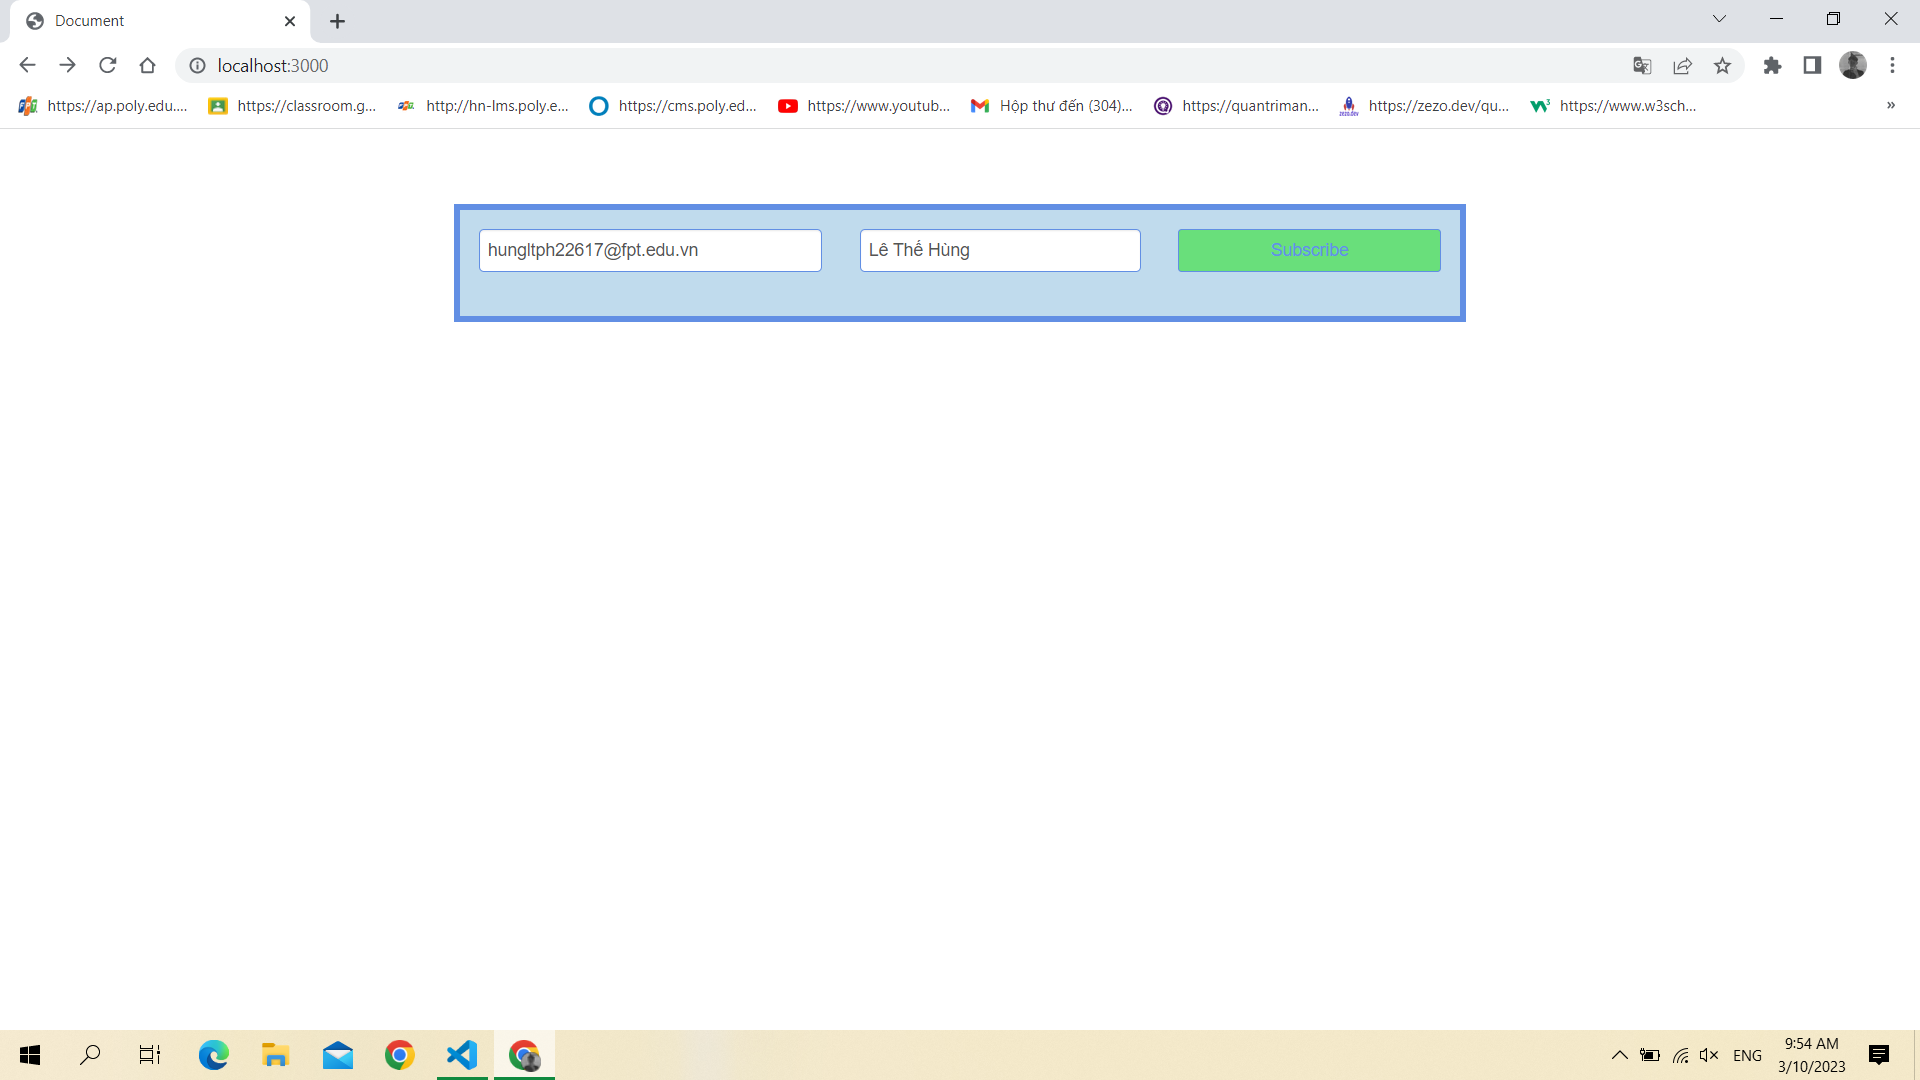 Document
localhost:3000
https://ap.poly.edu.... https://classroom.g... http://hn-lms.poly.e... https://cms.poly.ed... https://www.youtub... Hộp thư đến (304)... https://quantriman... https://zezo.dev/qu... https://www.w3sch... »
hungltph22617@fpt.edu.vn Lê Thế Hùng Subscribe
ENG 9:54 AM
3/10/2023